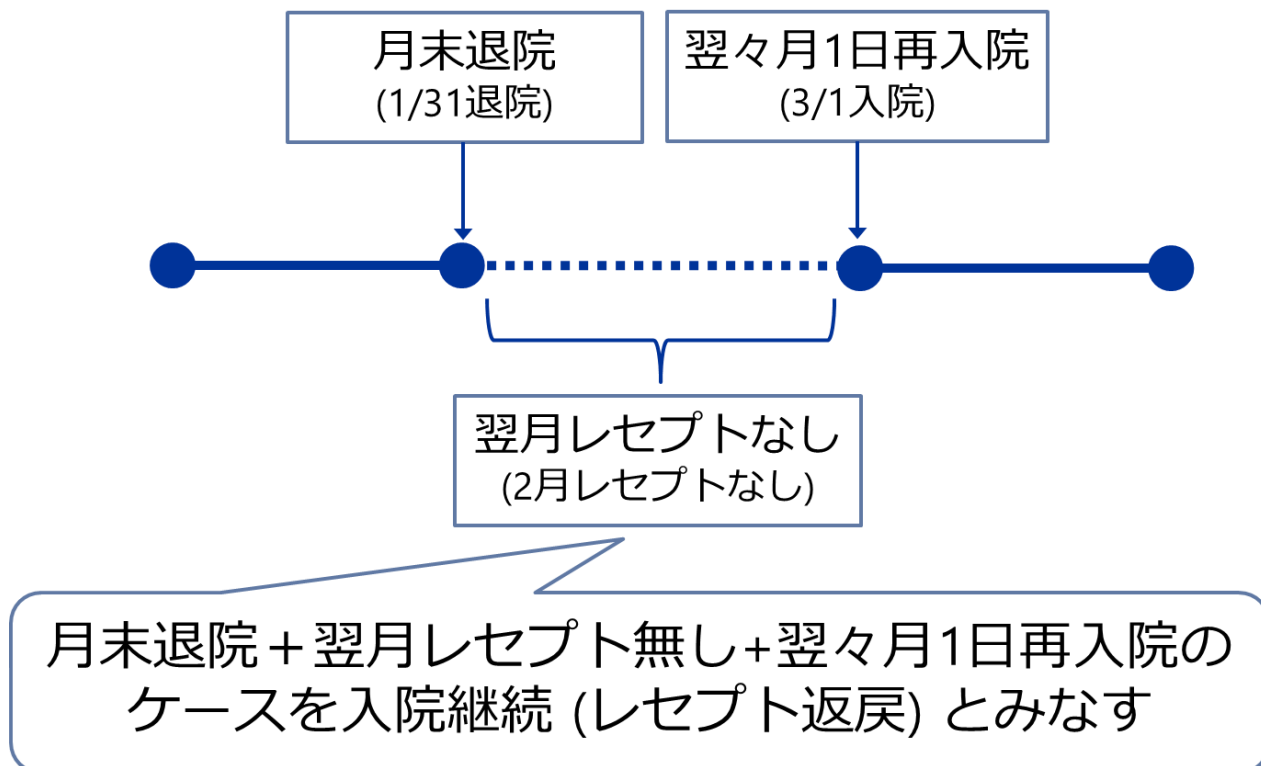 月末退院
(1/31退院)
翌々月1日再入院
(3/1入院)
翌月レセプトなし
(2月レセプトなし)
月末退院＋翌月レセプト無し+翌々月1日再入院の
ケースを入院継続 (レセプト返戻) とみなす